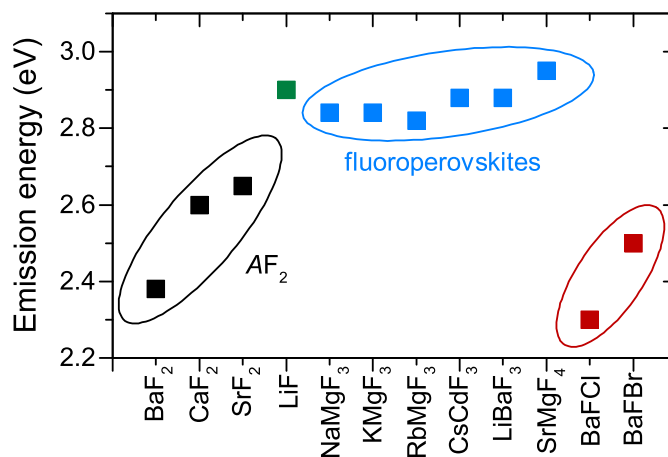 Emission energy (eV)
3.0
2.8
2.6
2.4
2.2
fluoroperovskites
AF₂
BaF₂
CaF₂
SrF₂
LiF
NaMgF₃
KMgF₃
RbMgF₃
CsCdF₃
LiBaF₃
SrMgF₄
BaFCl
BaFBr